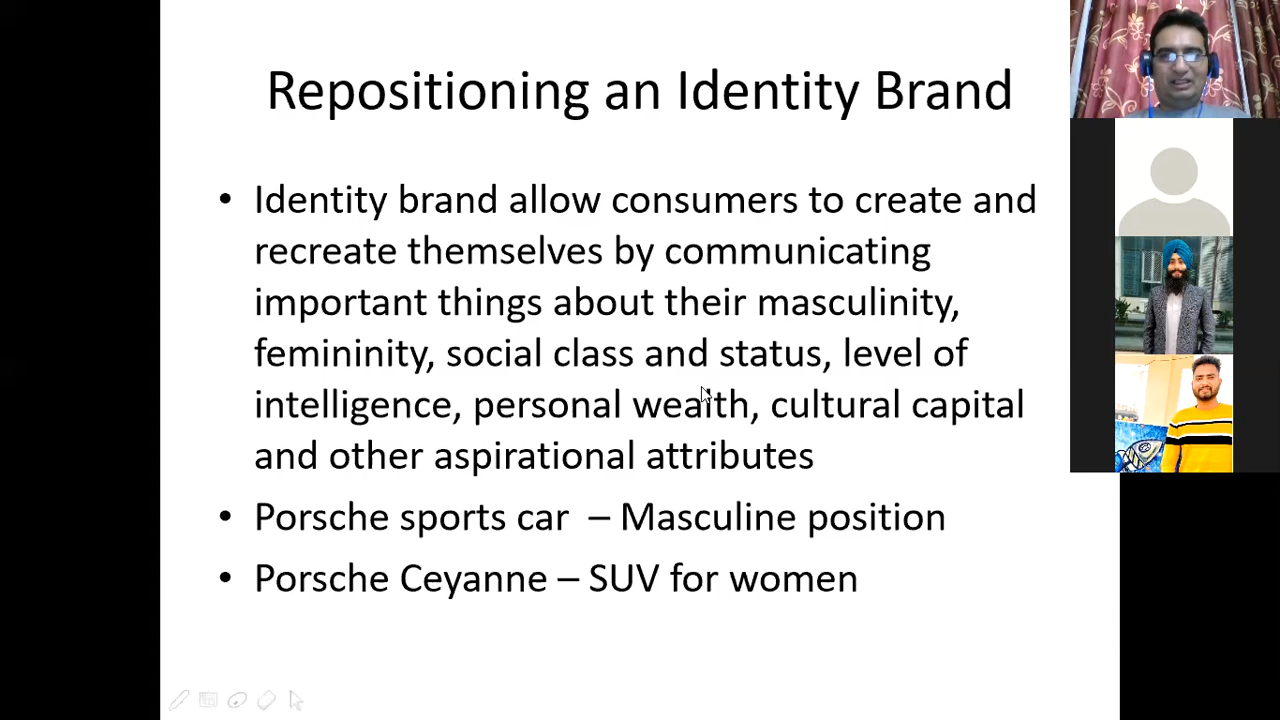 Repositioning an Identity Brand
• Identity brand allow consumers to create and
recreate themselves by communicating
important things about their masculinity,
femininity, social class and status, level of
intelligence, personal wealth, cultural capital
and other aspirational attributes
• Porsche sports car – Masculine position
• Porsche Ceyanne – SUV for women